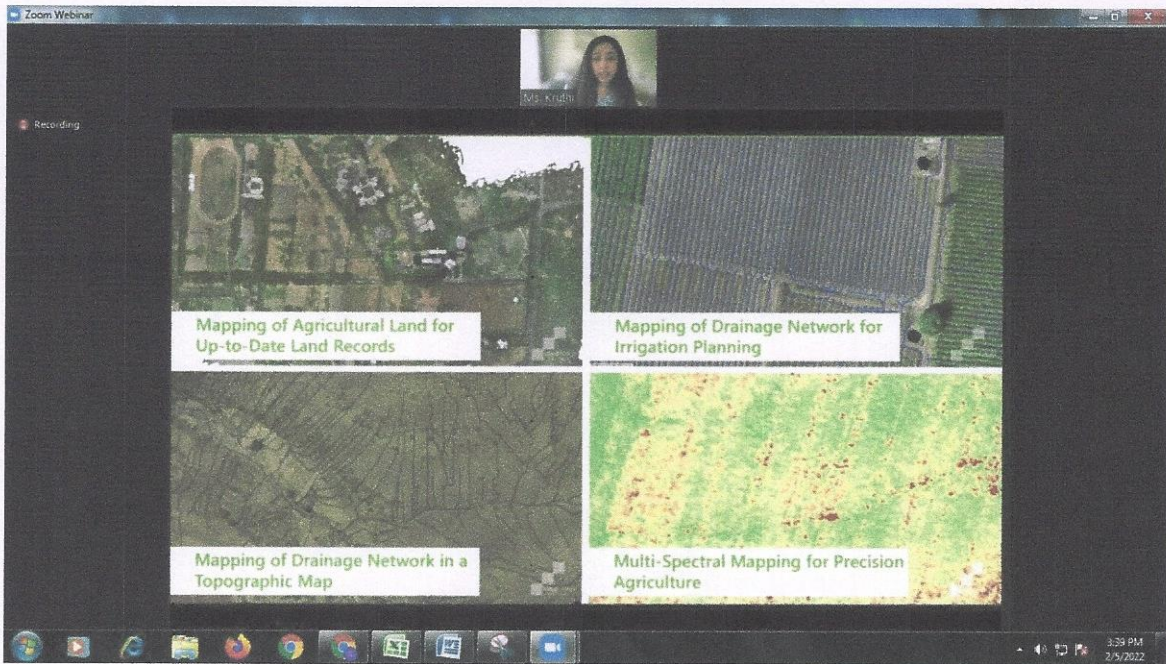 Zoom Webinar
Ms. Kruthi
Recording
Mapping of Agricultural Land for
Up-to-Date Land Records
Mapping of Drainage Network for
Irrigation Planning
Mapping of Drainage Network in a
Topographic Map
Multi-Spectral Mapping for Precision
Agriculture
3:39 PM
2/5/2022